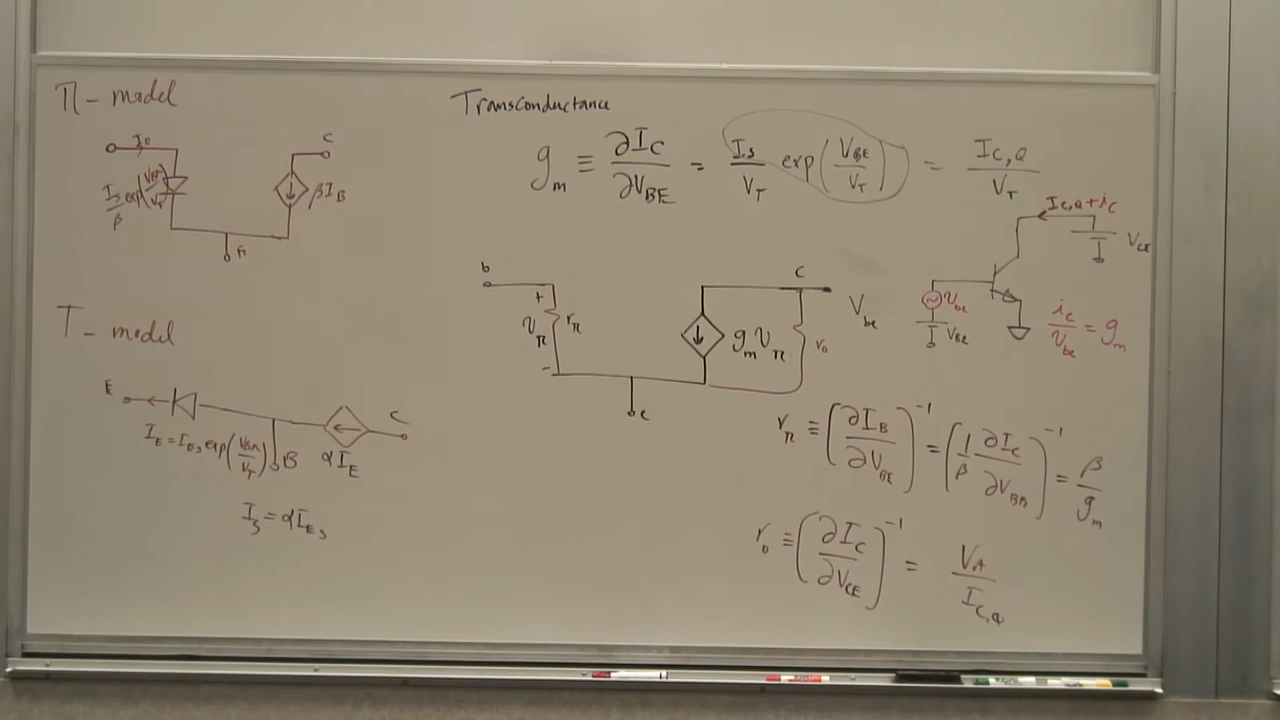 π - model
I_B
C
I_S/β exp(V_BE/V_T)
βI_B
E
T - model
E
C
I_E = I_ES exp(V_BE/V_T)
B
αI_E
I_S = αI_ES
Transconductance
g_m ≡ ∂I_C/∂V_BE = I_S/V_T exp(V_BE/V_T) = I_C,Q/V_T
I_C,Q + i_c
V_CE
v_be
V_BE
i_c/v_be = g_m
b
C
+
v_π
r_π
-
g_m v_π
r_o
V_be
e
r_π ≡ (∂I_B/∂V_BE)^-1 = (1/β ∂I_C/∂V_BE)^-1 = β/g_m
r_o ≡ (∂I_C/∂V_CE)^-1 = V_A/I_C,Q